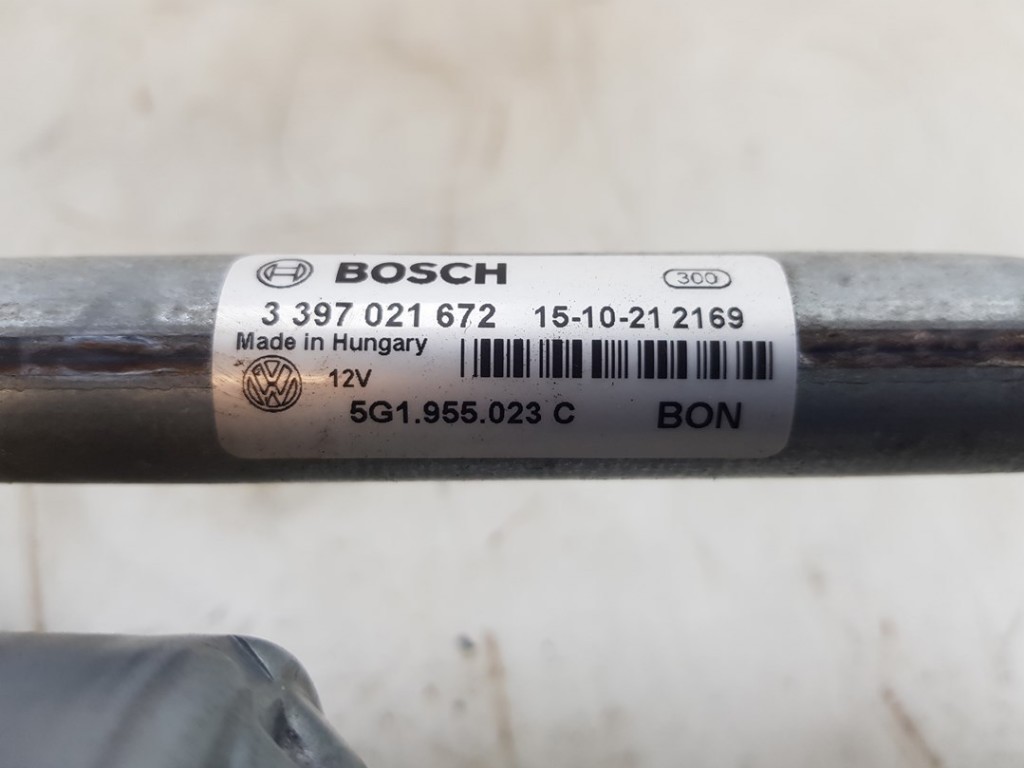 BOSCH 300
3 397 021 672 15-10-21 2169
Made in Hungary
12V
5G1.955.023 C BON